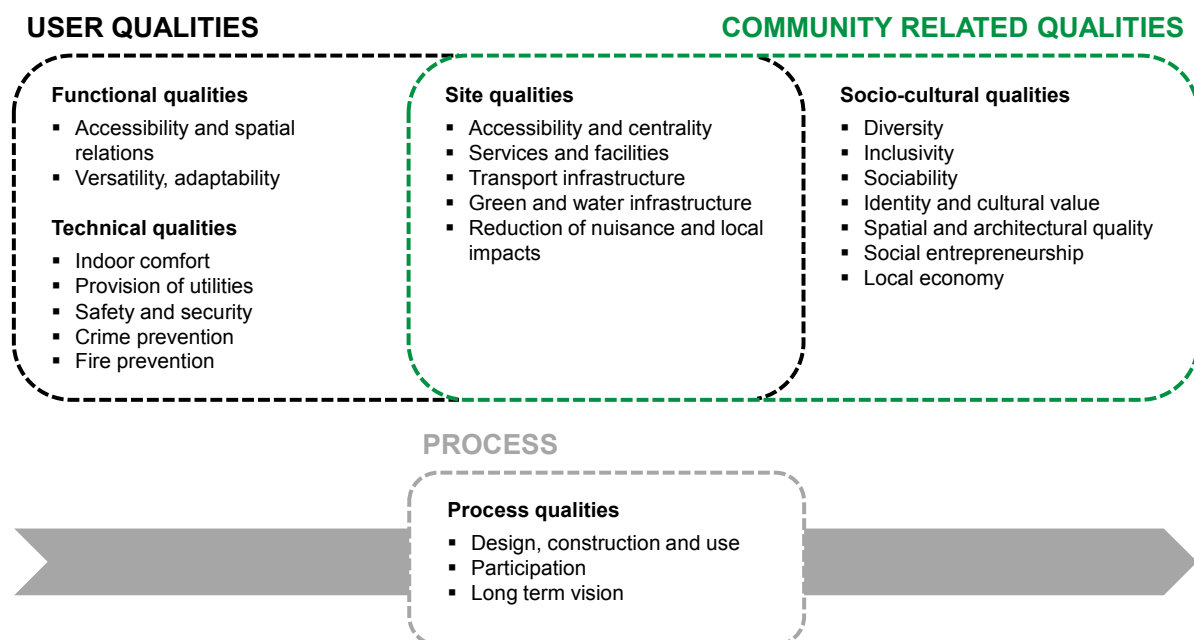 USER QUALITIES
COMMUNITY RELATED QUALITIES
Functional qualities
▪ Accessibility and spatial
relations
▪ Versatility, adaptability
Technical qualities
▪ Indoor comfort
▪ Provision of utilities
▪ Safety and security
▪ Crime prevention
▪ Fire prevention
Site qualities
▪ Accessibility and centrality
▪ Services and facilities
▪ Transport infrastructure
▪ Green and water infrastructure
▪ Reduction of nuisance and local
impacts
Socio-cultural qualities
▪ Diversity
▪ Inclusivity
▪ Sociability
▪ Identity and cultural value
▪ Spatial and architectural quality
▪ Social entrepreneurship
▪ Local economy
PROCESS
Process qualities
▪ Design, construction and use
▪ Participation
▪ Long term vision